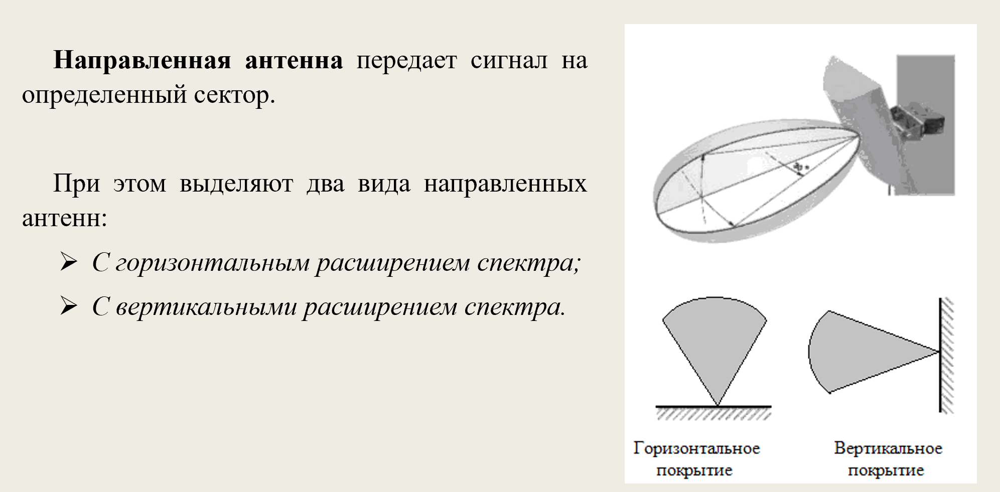 Направленная антенна передает сигнал на
определенный сектор.
При этом выделяют два вида направленных
антенн:
С горизонтальным расширением спектра;
С вертикальными расширением спектра.
Горизонтальное
покрытие
Вертикальное
покрытие